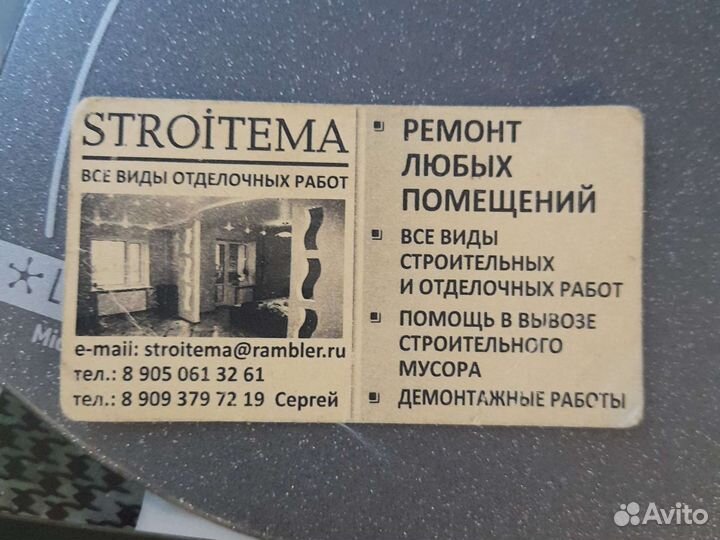 STROİTEMA
ВСЕ ВИДЫ ОТДЕЛОЧНЫХ РАБОТ
e-maii: stroitema@rambler.ru
тел.: 8 905 061 32 61
тел.: 8 909 379 72 19 Сергей
РЕМОНТ
ЛЮБЫХ
ПОМЕЩЕНИЙ
ВСЕ ВИДЫ
СТРОИТЕЛЬНЫХ
И ОТДЕЛОЧНЫХ РАБОТ
ПОМОЩЬ В ВЫВОЗЕ
СТРОИТЕЛЬНОГО
МУСОРА
ДЕМОНТАЖНЫЕ РАБОТЫ
Avito